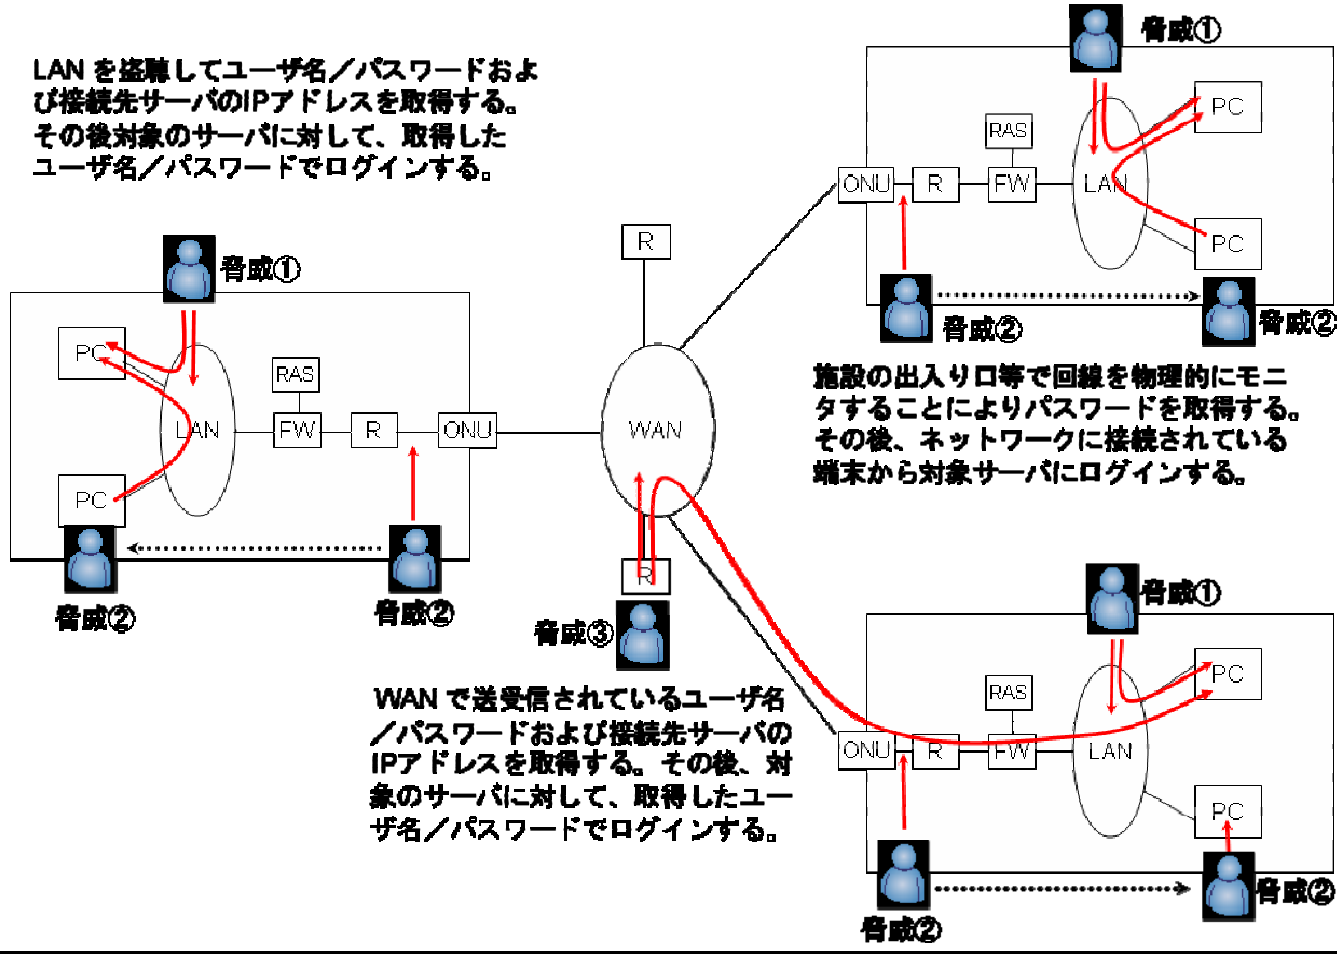 脅威①
LAN を盗聴してユーザ名／パスワードおよ
び接続先サーバのIPアドレスを取得する。
その後対象のサーバに対して、取得した
ユーザ名／パスワードでログインする。
PC
RAS
ONU
R
FW
LAN
PC
脅威②
脅威②
R
脅威①
PC
RAS
LAN
FW
R
ONU
WAN
PC
脅威②
脅威②
施設の出入り口等で回線を物理的にモニ
タすることによりパスワードを取得する。
その後、ネットワークに接続されている
端末から対象サーバにログインする。
R
脅威③
WAN で送受信されているユーザ名
／パスワードおよび接続先サーバの
IPアドレスを取得する。その後、対
象のサーバに対して、取得したユー
ザ名／パスワードでログインする。
脅威①
PC
RAS
ONU
R
FW
LAN
PC
脅威②
脅威②